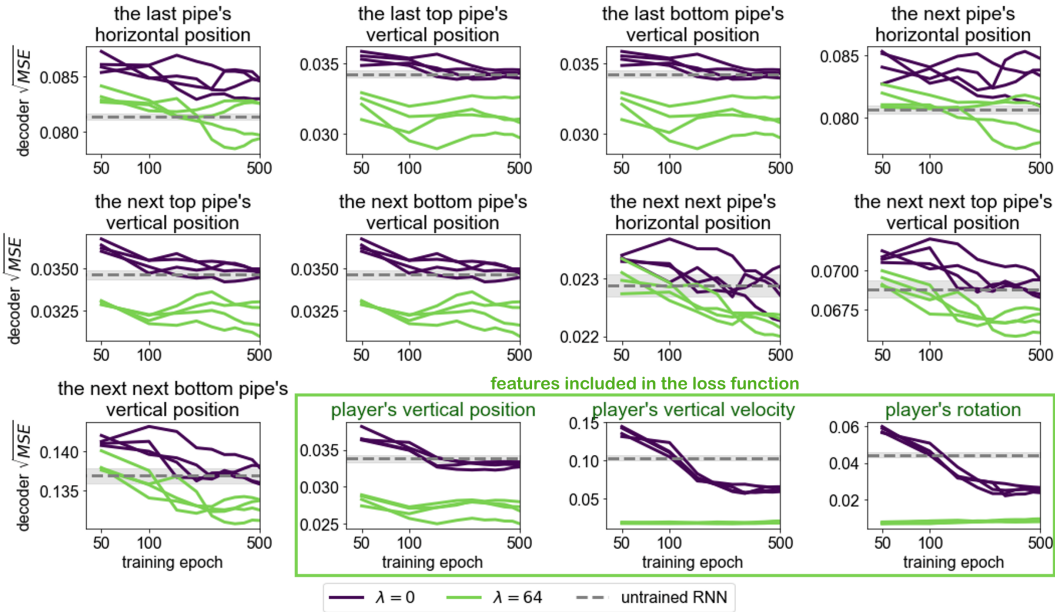 the last pipe's
horizontal position
the last top pipe's
vertical position
the last bottom pipe's
vertical position
the next pipe's
horizontal position
decoder √MSE
0.085
0.080
50
100
500
0.035
0.030
50
100
500
0.035
0.030
50
100
500
0.085
0.080
50
100
500
the next top pipe's
vertical position
the next bottom pipe's
vertical position
the next next pipe's
horizontal position
the next next top pipe's
vertical position
decoder √MSE
0.0350
0.0325
50
100
500
0.0350
0.0325
50
100
500
0.023
0.022
50
100
500
0.0700
0.0675
50
100
500
the next next bottom pipe's
vertical position
features included in the loss function
player's vertical position
player's vertical velocity
player's rotation
decoder √MSE
0.140
0.135
50
100
500
training epoch
0.035
0.030
0.025
50
100
500
training epoch
0.15
0.10
0.05
50
100
500
training epoch
0.06
0.04
0.02
50
100
500
training epoch
λ = 0
λ = 64
untrained RNN